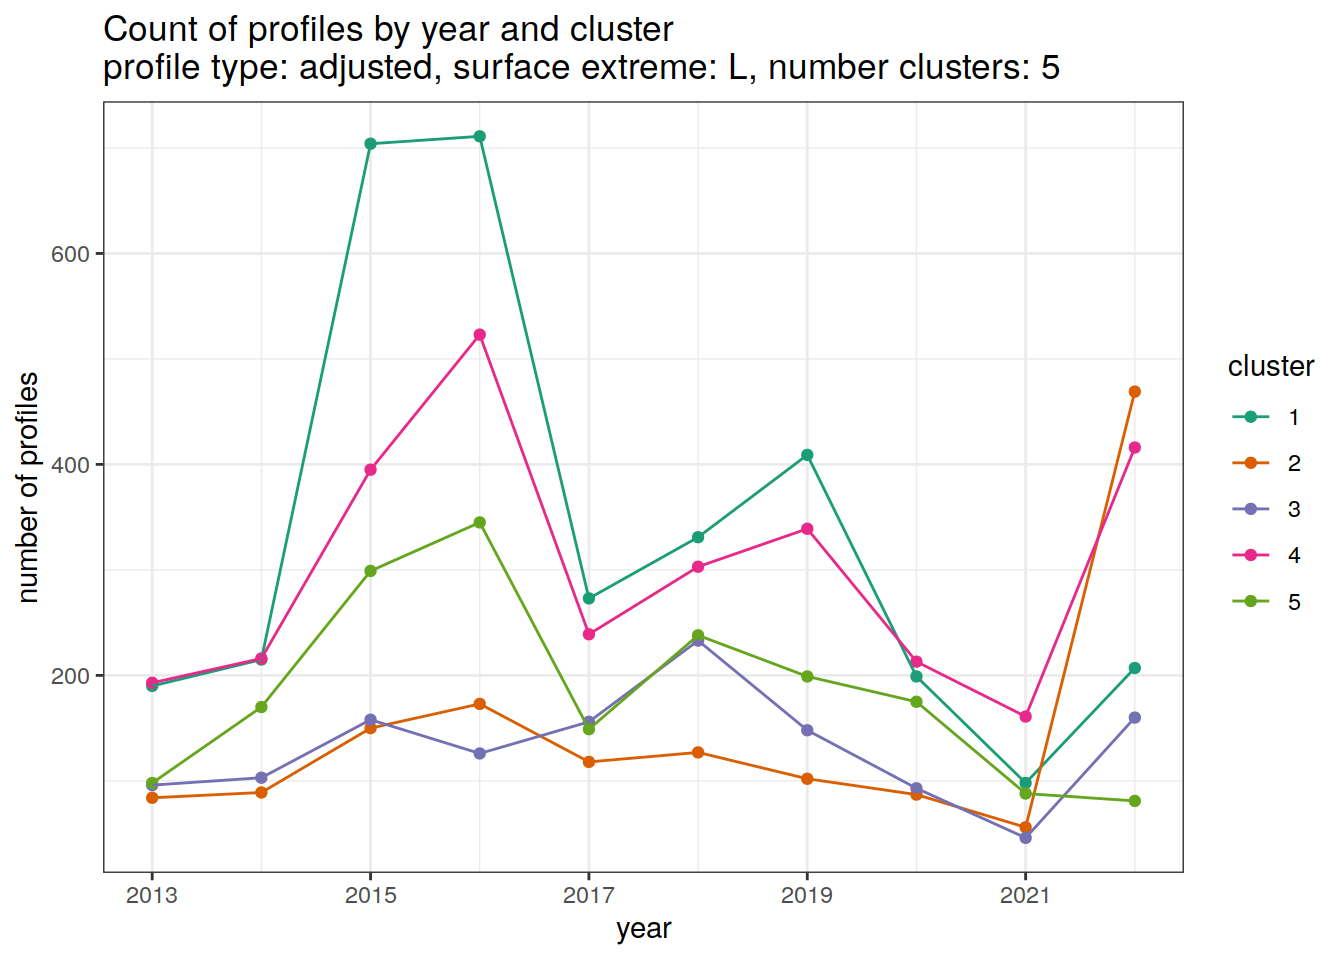 Count of profiles by year and cluster
profile type: adjusted, surface extreme: L, number clusters: 5
number of profiles
600
400
200
2013
2015
2017
2019
2021
year
cluster
1
2
3
4
5